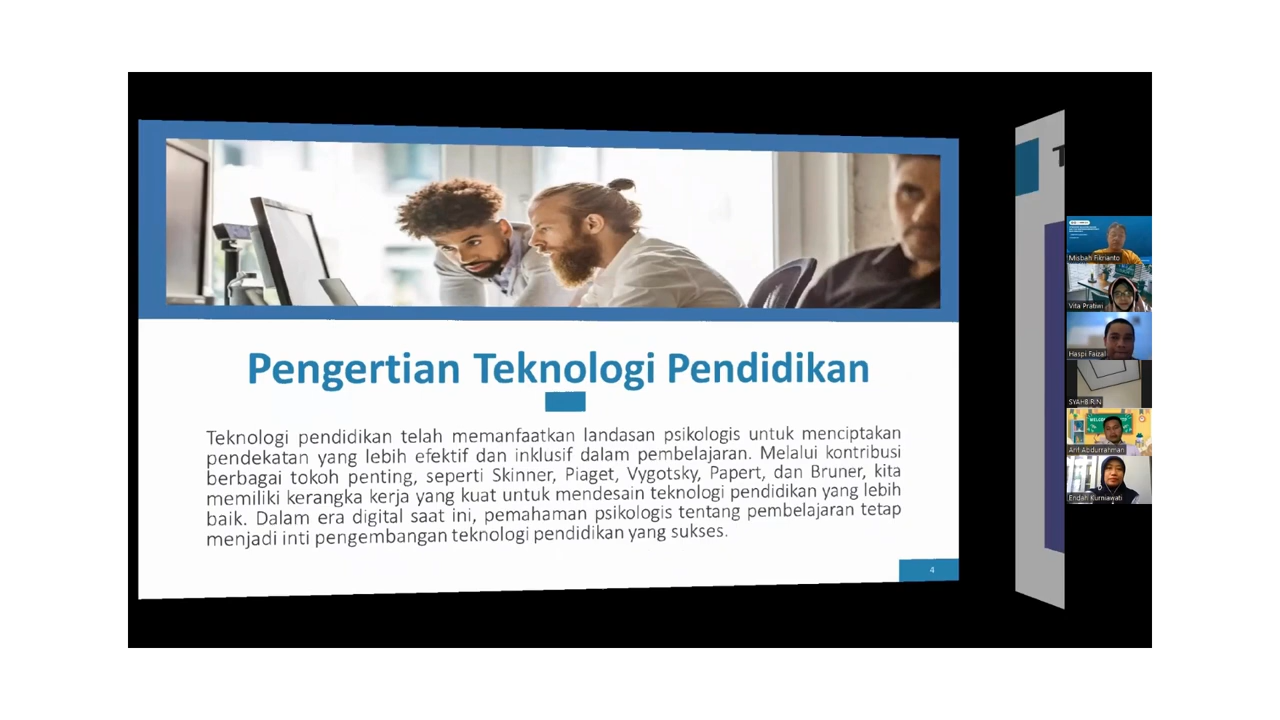 Pengertian Teknologi Pendidikan
Teknologi pendidikan telah memanfaatkan landasan psikologis untuk menciptakan
pendekatan yang lebih efektif dan inklusif dalam pembelajaran. Melalui kontribusi
berbagai tokoh penting, seperti Skinner, Piaget, Vygotsky, Papert, dan Bruner, kita
memiliki kerangka kerja yang kuat untuk mendesain teknologi pendidikan yang lebih
baik. Dalam era digital saat ini, pemahaman psikologis tentang pembelajaran tetap
menjadi inti pengembangan teknologi pendidikan yang sukses.
4
T
Misbah Fikrianto
Vita Pratiwi
Haspi Faizal
SYAHBIRIN
Arif Abdurrahman
Endah Kurniawati